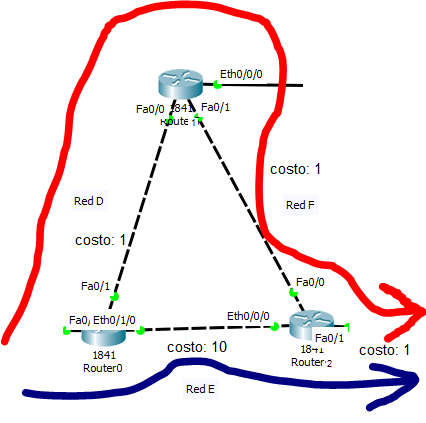 Eth0/0/0
Fa0/0
1841
Fa0/1
Router1
costo: 1
Red D
Red F
costo: 1
Fa0/1
Fa0/0
Fa0/
Eth0/1/0
Eth0/0/0
Fa0/1
1841
Router0
costo: 10
1841
Router2
costo: 1
Red E